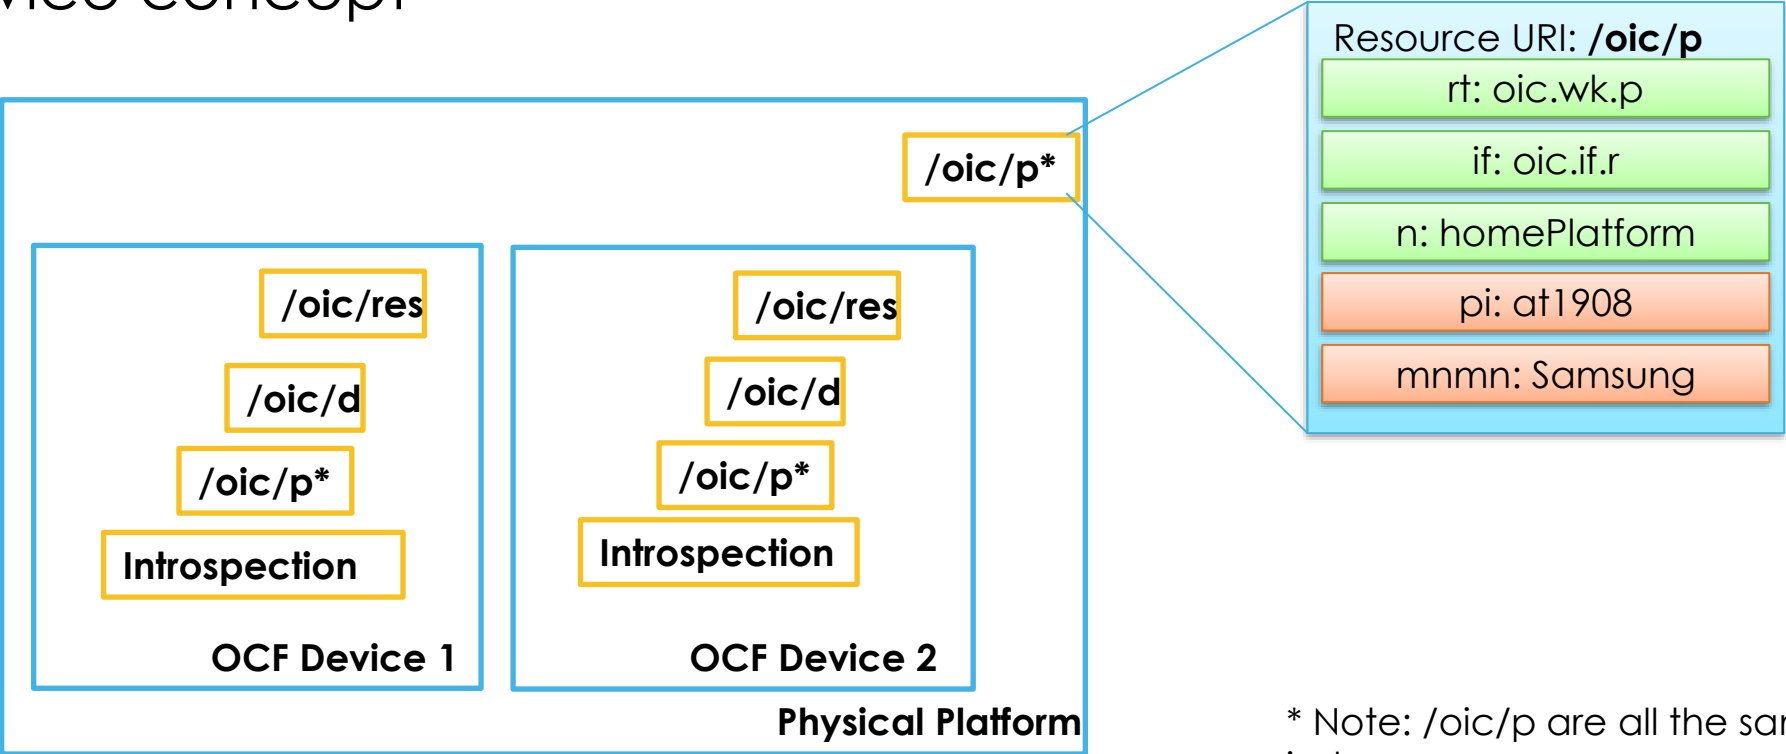 concept
Resource URI: /oic/p
rt: oic.wk.p
if: oic.if.r
n: homePlatform
pi: at1908
mnmn: Samsung
/oic/p*
/oic/res
/oic/d
/oic/p*
Introspection
OCF Device 1
/oic/res
/oic/d
/oic/p*
Introspection
OCF Device 2
Physical Platform
* Note: /oic/p are all the